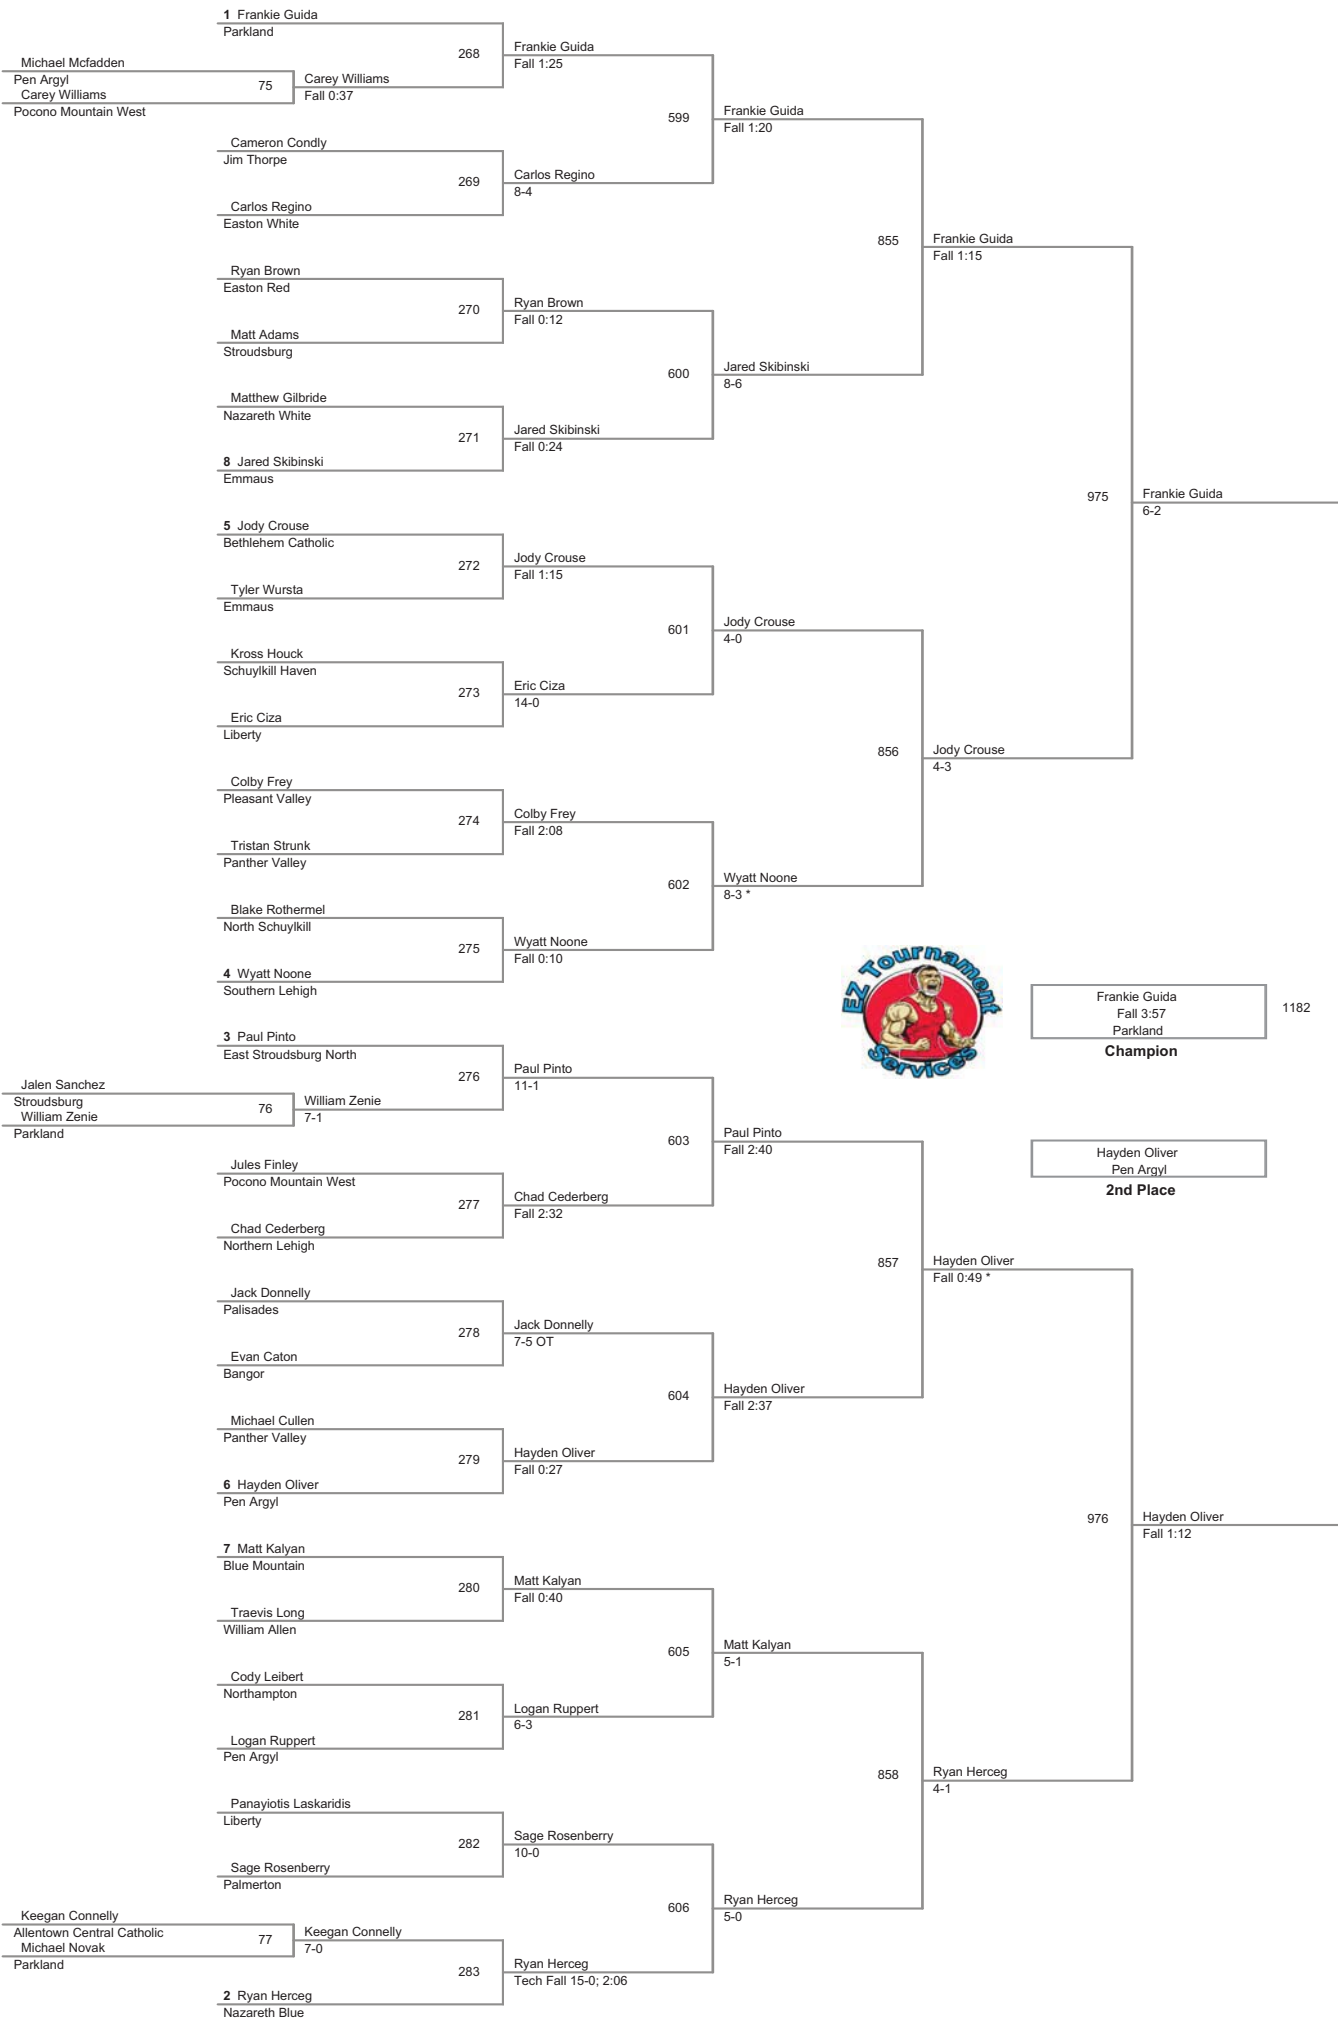 1 Frankie Guida
Parkland
268
Frankie Guida
Fall 1:25
Michael Mcfadden
Pen Argyl
75
Carey Williams
Pocono Mountain West
Carey Williams
Fall 0:37
599
Frankie Guida
Fall 1:20
Cameron Condly
Jim Thorpe
269
Carlos Regino
8-4
Carlos Regino
Easton White
855
Frankie Guida
Fall 1:15
Ryan Brown
Easton Red
270
Ryan Brown
Fall 0:12
Matt Adams
Stroudsburg
600
Jared Skibinski
8-6
Matthew Gilbride
Nazareth White
271
Jared Skibinski
Fall 0:24
8 Jared Skibinski
Emmaus
975
Frankie Guida
6-2
5 Jody Crouse
Bethlehem Catholic
272
Jody Crouse
Fall 1:15
Tyler Wursta
Emmaus
601
Jody Crouse
4-0
Kross Houck
Schuylkill Haven
273
Eric Ciza
14-0
Eric Ciza
Liberty
856
Jody Crouse
4-3
Colby Frey
Pleasant Valley
274
Colby Frey
Fall 2:08
Tristan Strunk
Panther Valley
602
Wyatt Noone
8-3 *
Blake Rothermel
North Schuylkill
275
Wyatt Noone
Fall 0:10
4 Wyatt Noone
Southern Lehigh
EZ Tournament
Services
Frankie Guida
Fall 3:57
Parkland
1182
Champion
3 Paul Pinto
East Stroudsburg North
276
Paul Pinto
11-1
Jalen Sanchez
Stroudsburg
76
William Zenie
Parkland
William Zenie
7-1
603
Paul Pinto
Fall 2:40
Hayden Oliver
Pen Argyl
2nd Place
Jules Finley
Pocono Mountain West
277
Chad Cederberg
Fall 2:32
Chad Cederberg
Northern Lehigh
857
Hayden Oliver
Fall 0:49 *
Jack Donnelly
Palisades
278
Jack Donnelly
7-5 OT
Evan Caton
Bangor
604
Hayden Oliver
Fall 2:37
Michael Cullen
Panther Valley
279
Hayden Oliver
Fall 0:27
6 Hayden Oliver
Pen Argyl
976
Hayden Oliver
Fall 1:12
7 Matt Kalyan
Blue Mountain
280
Matt Kalyan
Fall 0:40
Traevis Long
William Allen
605
Matt Kalyan
5-1
Cody Leibert
Northampton
281
Logan Ruppert
6-3
Logan Ruppert
Pen Argyl
858
Ryan Herceg
4-1
Panayiotis Laskaridis
Liberty
282
Sage Rosenberry
10-0
Sage Rosenberry
Palmerton
606
Ryan Herceg
5-0
Keegan Connelly
Allentown Central Catholic
77
Michael Novak
Parkland
Keegan Connelly
7-0
283
Ryan Herceg
Tech Fall 15-0; 2:06
2 Ryan Herceg
Nazareth Blue